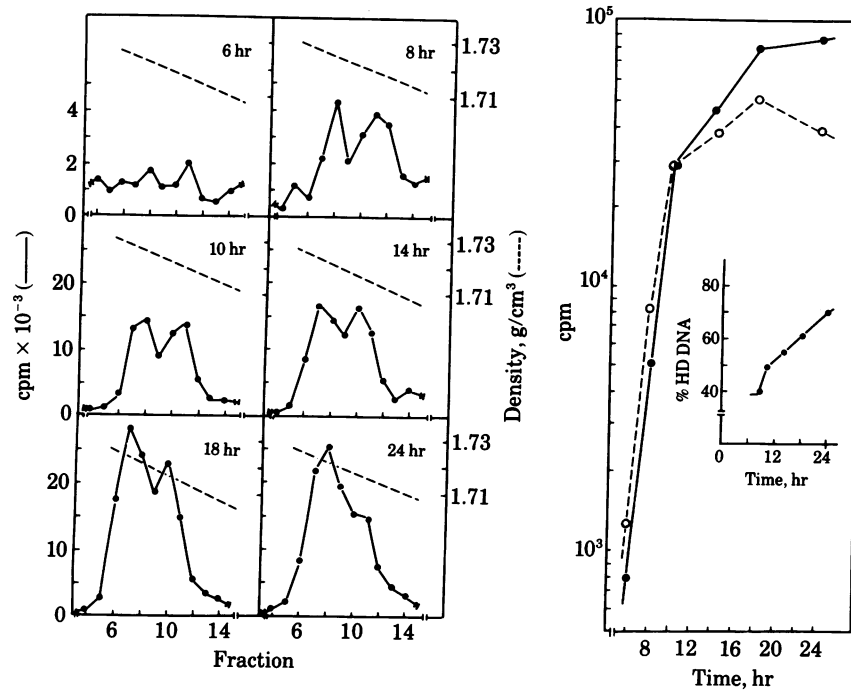 6 hr
8 hr
1.73
1.71
4
2
0
10 hr
14 hr
1.73
1.71
20
10
0
18 hr
24 hr
1.73
1.71
20
10
0
6 10 14
6 10 14
Fraction
cpm × 10⁻³ (——)
Density, g/cm³ (-----)
10⁵
10⁴
10³
cpm
8 12 16 20 24
Time, hr
80
60
40
% HD DNA
0 12 24
Time, hr